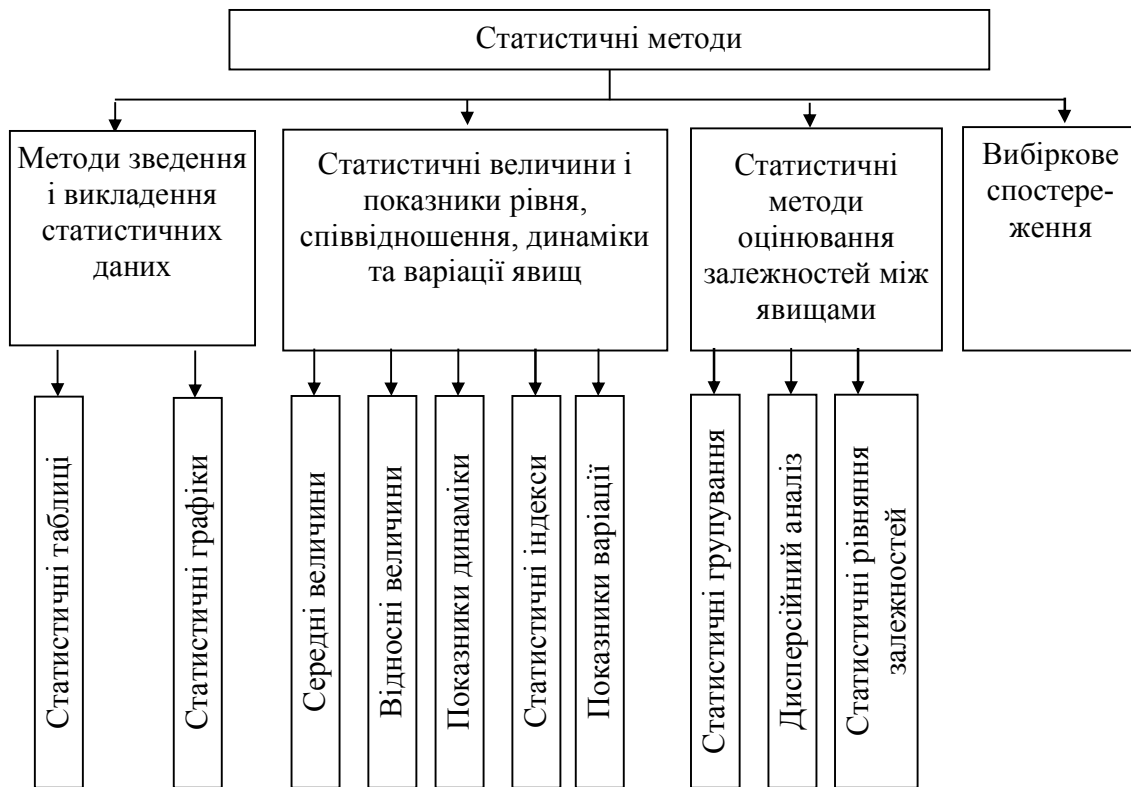 Статистичні методи
Методи зведення
і викладення
статистичних
даних
Статистичні величини і
показники рівня,
співвідношення, динаміки
та варіації явищ
Статистичні
методи
оцінювання
залежностей між
явищами
Вибіркове
спостере-
ження
Статистичні таблиці
Статистичні графіки
Середні величини
Відносні величини
Показники динаміки
Статистичні індекси
Показники варіації
Статистичні групування
Дисперсійний аналіз
Статистичні рівняння
залежностей